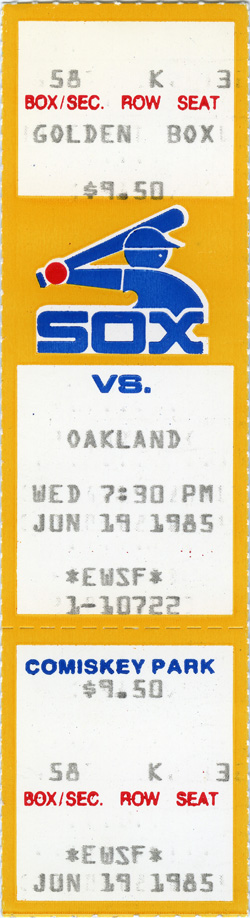 58 K 3
BOX/SEC. ROW SEAT
GOLDEN BOX
$9.50
SOX
VS.
OAKLAND
WED 7:30 PM
JUN 19 1985
*EWSF*
1-10722
COMISKEY PARK
$9.50
58 K 3
BOX/SEC. ROW SEAT
*EWSF*
JUN 19 1985